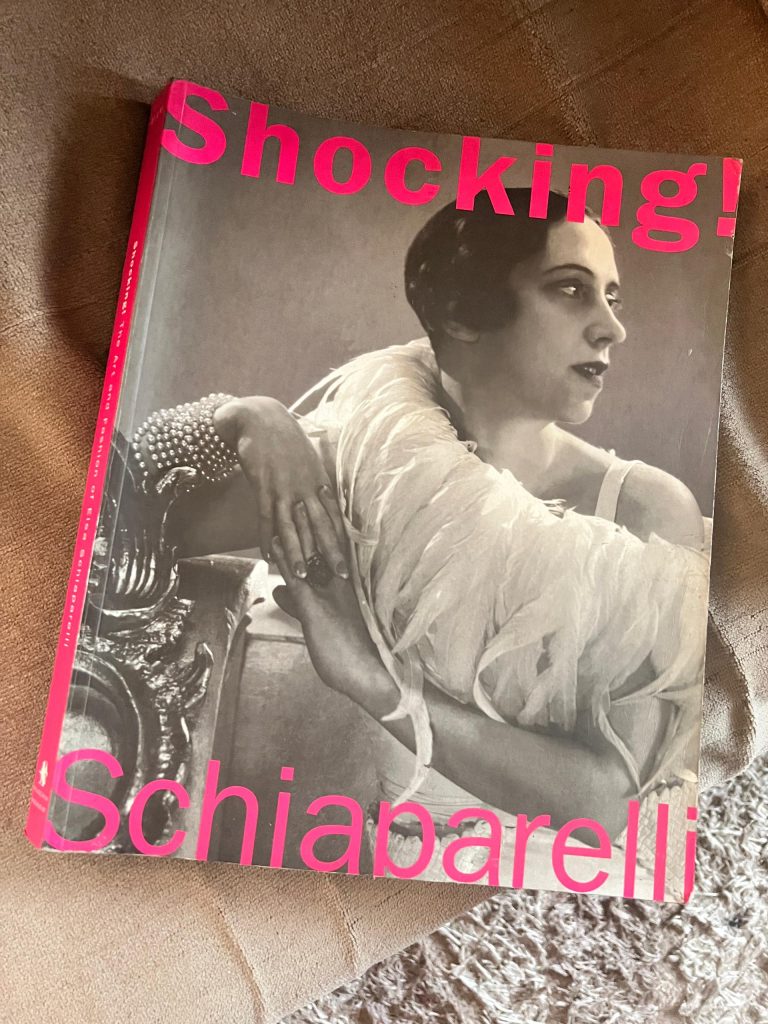 Shocking!
Shocking! The Art and Fashion of Elsa Schiaparelli
Schiaparelli